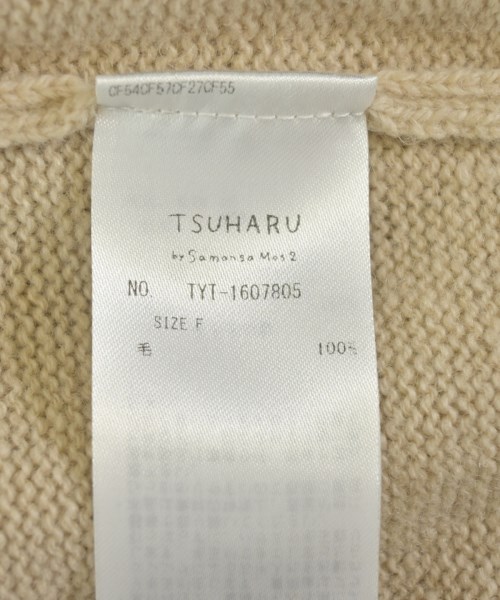 CF54CF57CF27CF55
TSUHARU
by Samansa Mos2
NO. TYT-1607805
SIZE F
毛 100%